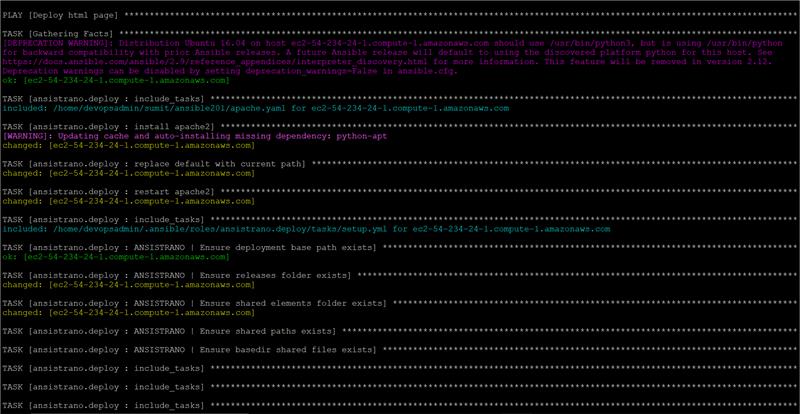 PLAY [Deploy html page] ************************************************************
TASK [Gathering Facts] ************************************************************
[DEPRECATION WARNING]: Distribution Ubuntu 16.04 on host ec2-54-234-24-1.compute-1.amazonaws.com should use /usr/bin/python3, but is using /usr/bin/python
for backward compatibility with prior Ansible releases. A future Ansible release will default to using the discovered platform python for this host. See
https://docs.ansible.com/ansible/2.9/reference_appendices/interpreter_discovery.html for more information. This feature will be removed in version 2.12.
Deprecation warnings can be disabled by setting deprecation_warnings=False in ansible.cfg.
ok: [ec2-54-234-24-1.compute-1.amazonaws.com]
TASK [ansistrano.deploy : include_tasks] ************************************************************
included: /home/devopsadmin/sumit/ansible201/apache.yaml for ec2-54-234-24-1.compute-1.amazonaws.com
TASK [ansistrano.deploy : install apache2] ************************************************************
[WARNING]: Updating cache and auto-installing missing dependency: python-apt
changed: [ec2-54-234-24-1.compute-1.amazonaws.com]
TASK [ansistrano.deploy : replace default with current path] ************************************************************
changed: [ec2-54-234-24-1.compute-1.amazonaws.com]
TASK [ansistrano.deploy : restart apache2] ************************************************************
changed: [ec2-54-234-24-1.compute-1.amazonaws.com]
TASK [ansistrano.deploy : include_tasks] ************************************************************
included: /home/devopsadmin/.ansible/roles/ansistrano.deploy/tasks/setup.yml for ec2-54-234-24-1.compute-1.amazonaws.com
TASK [ansistrano.deploy : ANSISTRANO | Ensure deployment base path exists] ************************************************************
ok: [ec2-54-234-24-1.compute-1.amazonaws.com]
TASK [ansistrano.deploy : ANSISTRANO | Ensure releases folder exists] ************************************************************
changed: [ec2-54-234-24-1.compute-1.amazonaws.com]
TASK [ansistrano.deploy : ANSISTRANO | Ensure shared elements folder exists] ************************************************************
changed: [ec2-54-234-24-1.compute-1.amazonaws.com]
TASK [ansistrano.deploy : ANSISTRANO | Ensure shared paths exists] ************************************************************
TASK [ansistrano.deploy : ANSISTRANO | Ensure basedir shared files exists] ************************************************************
TASK [ansistrano.deploy : include_tasks] ************************************************************
TASK [ansistrano.deploy : include_tasks] ************************************************************
TASK [ansistrano.deploy : include_tasks] ************************************************************